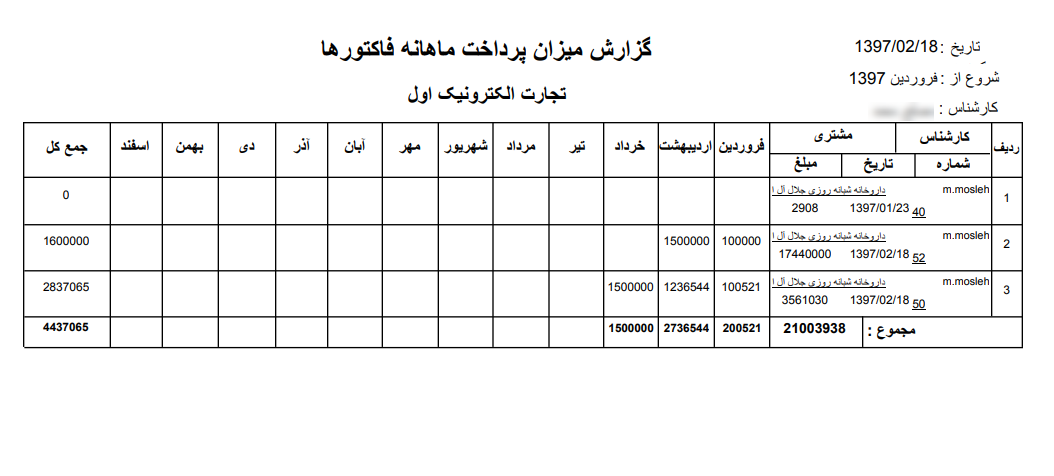 گزارش میزان پرداخت ماهانه فاکتورها
تجارت الکترونیک اول
تاریخ : 1397/02/18
شروع از : فروردین 1397
کارشناس :
ردیف کارشناس مشتری فروردین اردیبهشت خرداد تیر مرداد شهریور مهر آبان آذر دی بهمن اسفند جمع کل
شماره تاریخ مبلغ
1 m.mosleh داروخانه شبانه روزی جلال آل ا 0
40 1397/01/23 2908
2 m.mosleh داروخانه شبانه روزی جلال آل ا 100000 1500000 1600000
52 1397/02/18 17440000
3 m.mosleh داروخانه شبانه روزی جلال آل ا 100521 1236544 1500000 2837065
50 1397/02/18 3561030
مجموع : 21003938 200521 2736544 1500000 4437065